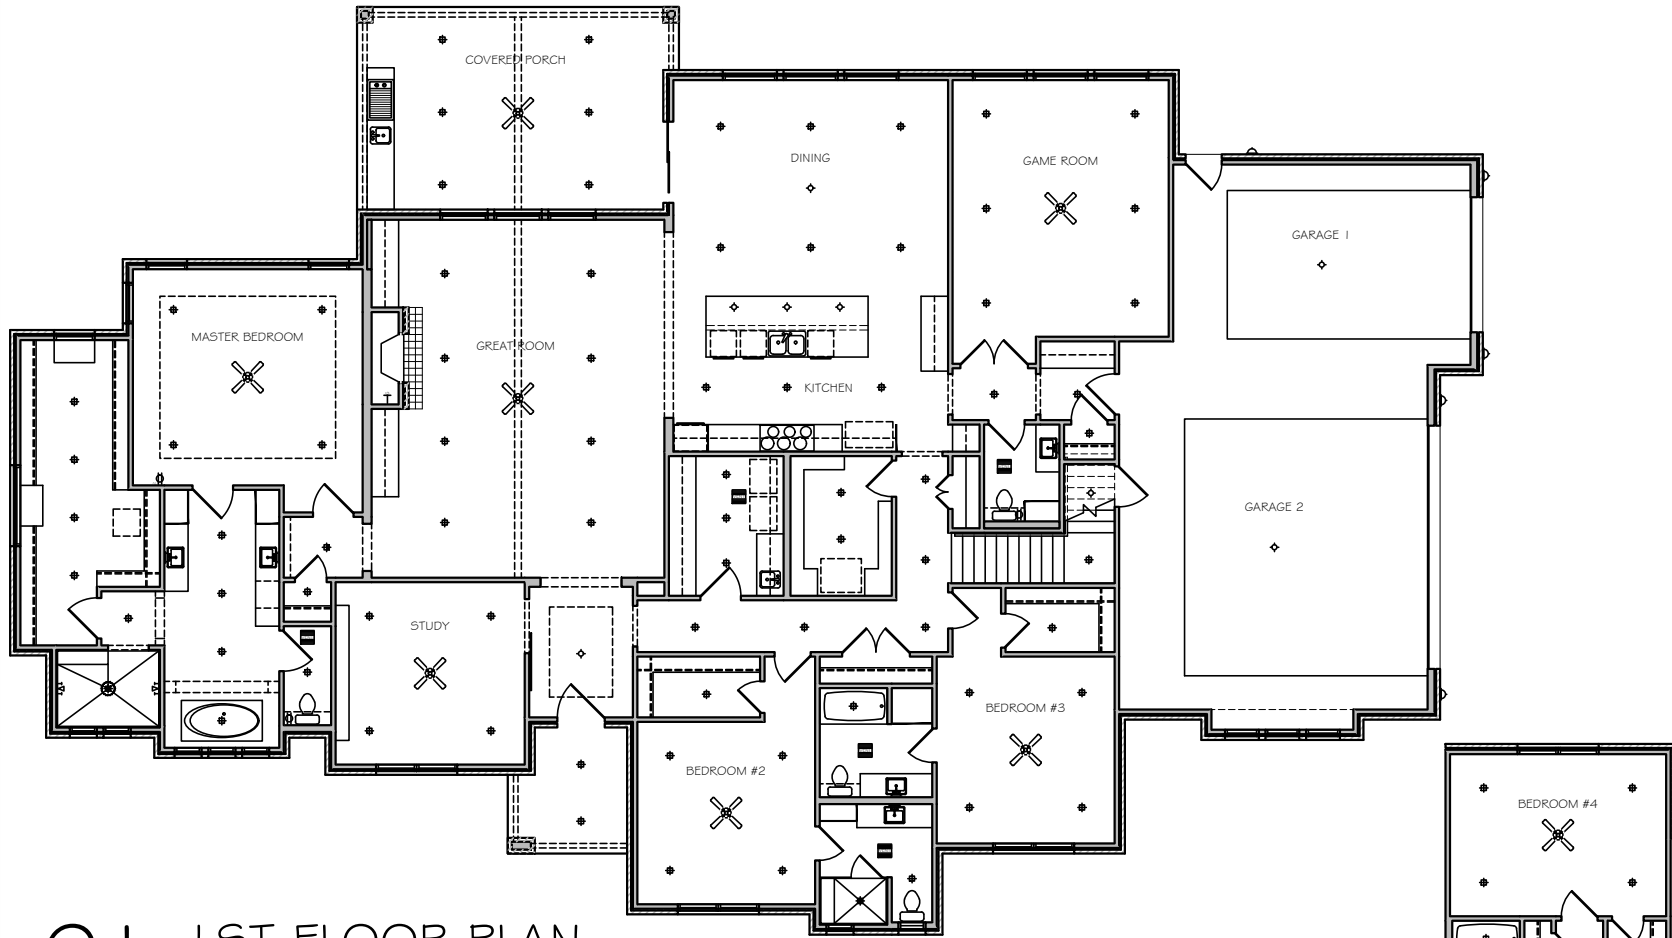 COVERED PORCH
DINING
GAME ROOM
GARAGE 1
MASTER BEDROOM
GREAT ROOM
KITCHEN
GARAGE 2
STUDY
BEDROOM #3
BEDROOM #2
BEDROOM #4
1ST FLOOR PLAN